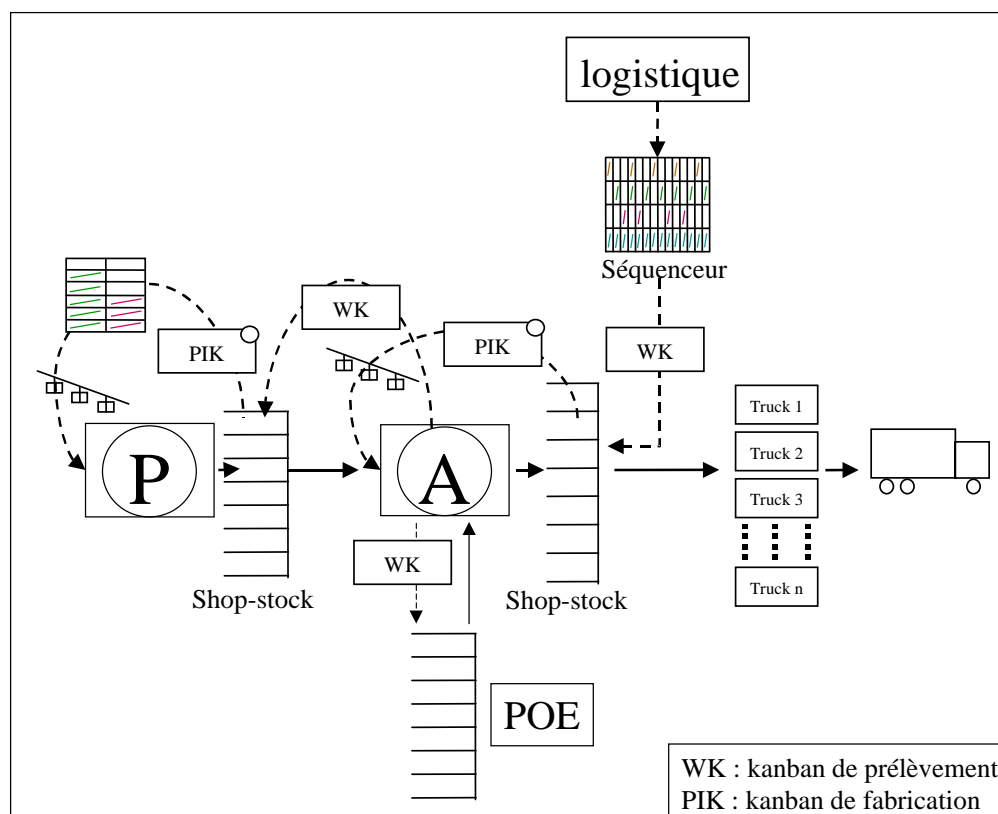 logistique
Séquenceur
WK
PIK
PIK
WK
P
A
Truck 1
Truck 2
Truck 3
Truck n
WK
Shop-stock
Shop-stock
POE
WK : kanban de prélèvement
PIK : kanban de fabrication